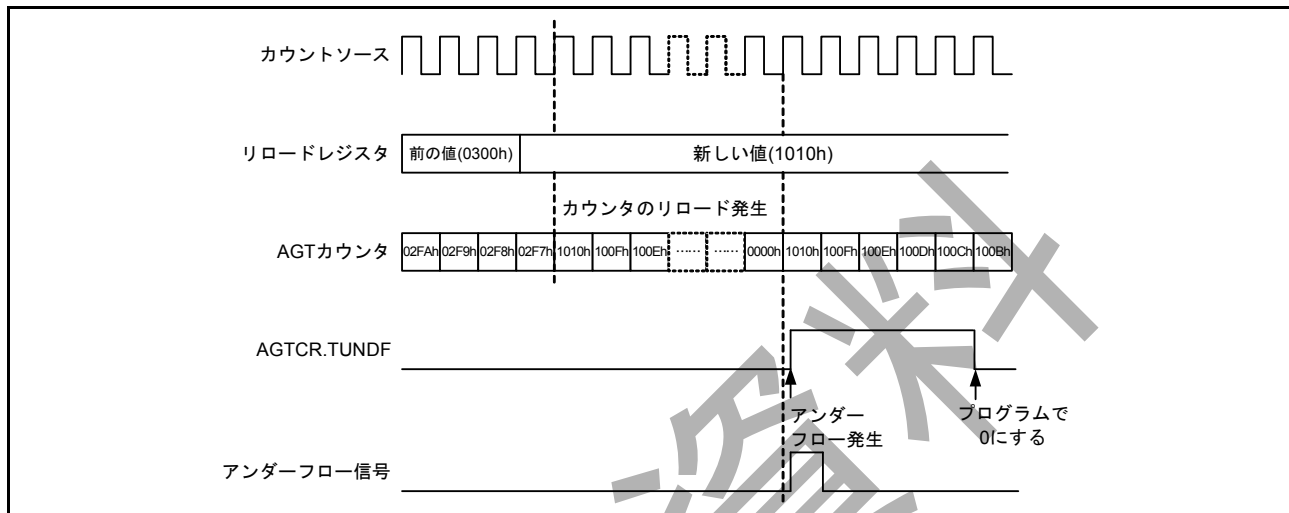 カウントソース
リロードレジスタ
前の値(0300h)
新しい値(1010h)
カウンタのリロード発生
AGTカウンタ
02FAh 02F9h 02F8h 02F7h 1010h 100Fh 100Eh …… …… 0000h 1010h 100Fh 100Eh 100Dh 100Ch 100Bh
AGTCR.TUNDF
アンダー
フロー発生
プログラムで
0にする
アンダーフロー信号
資料